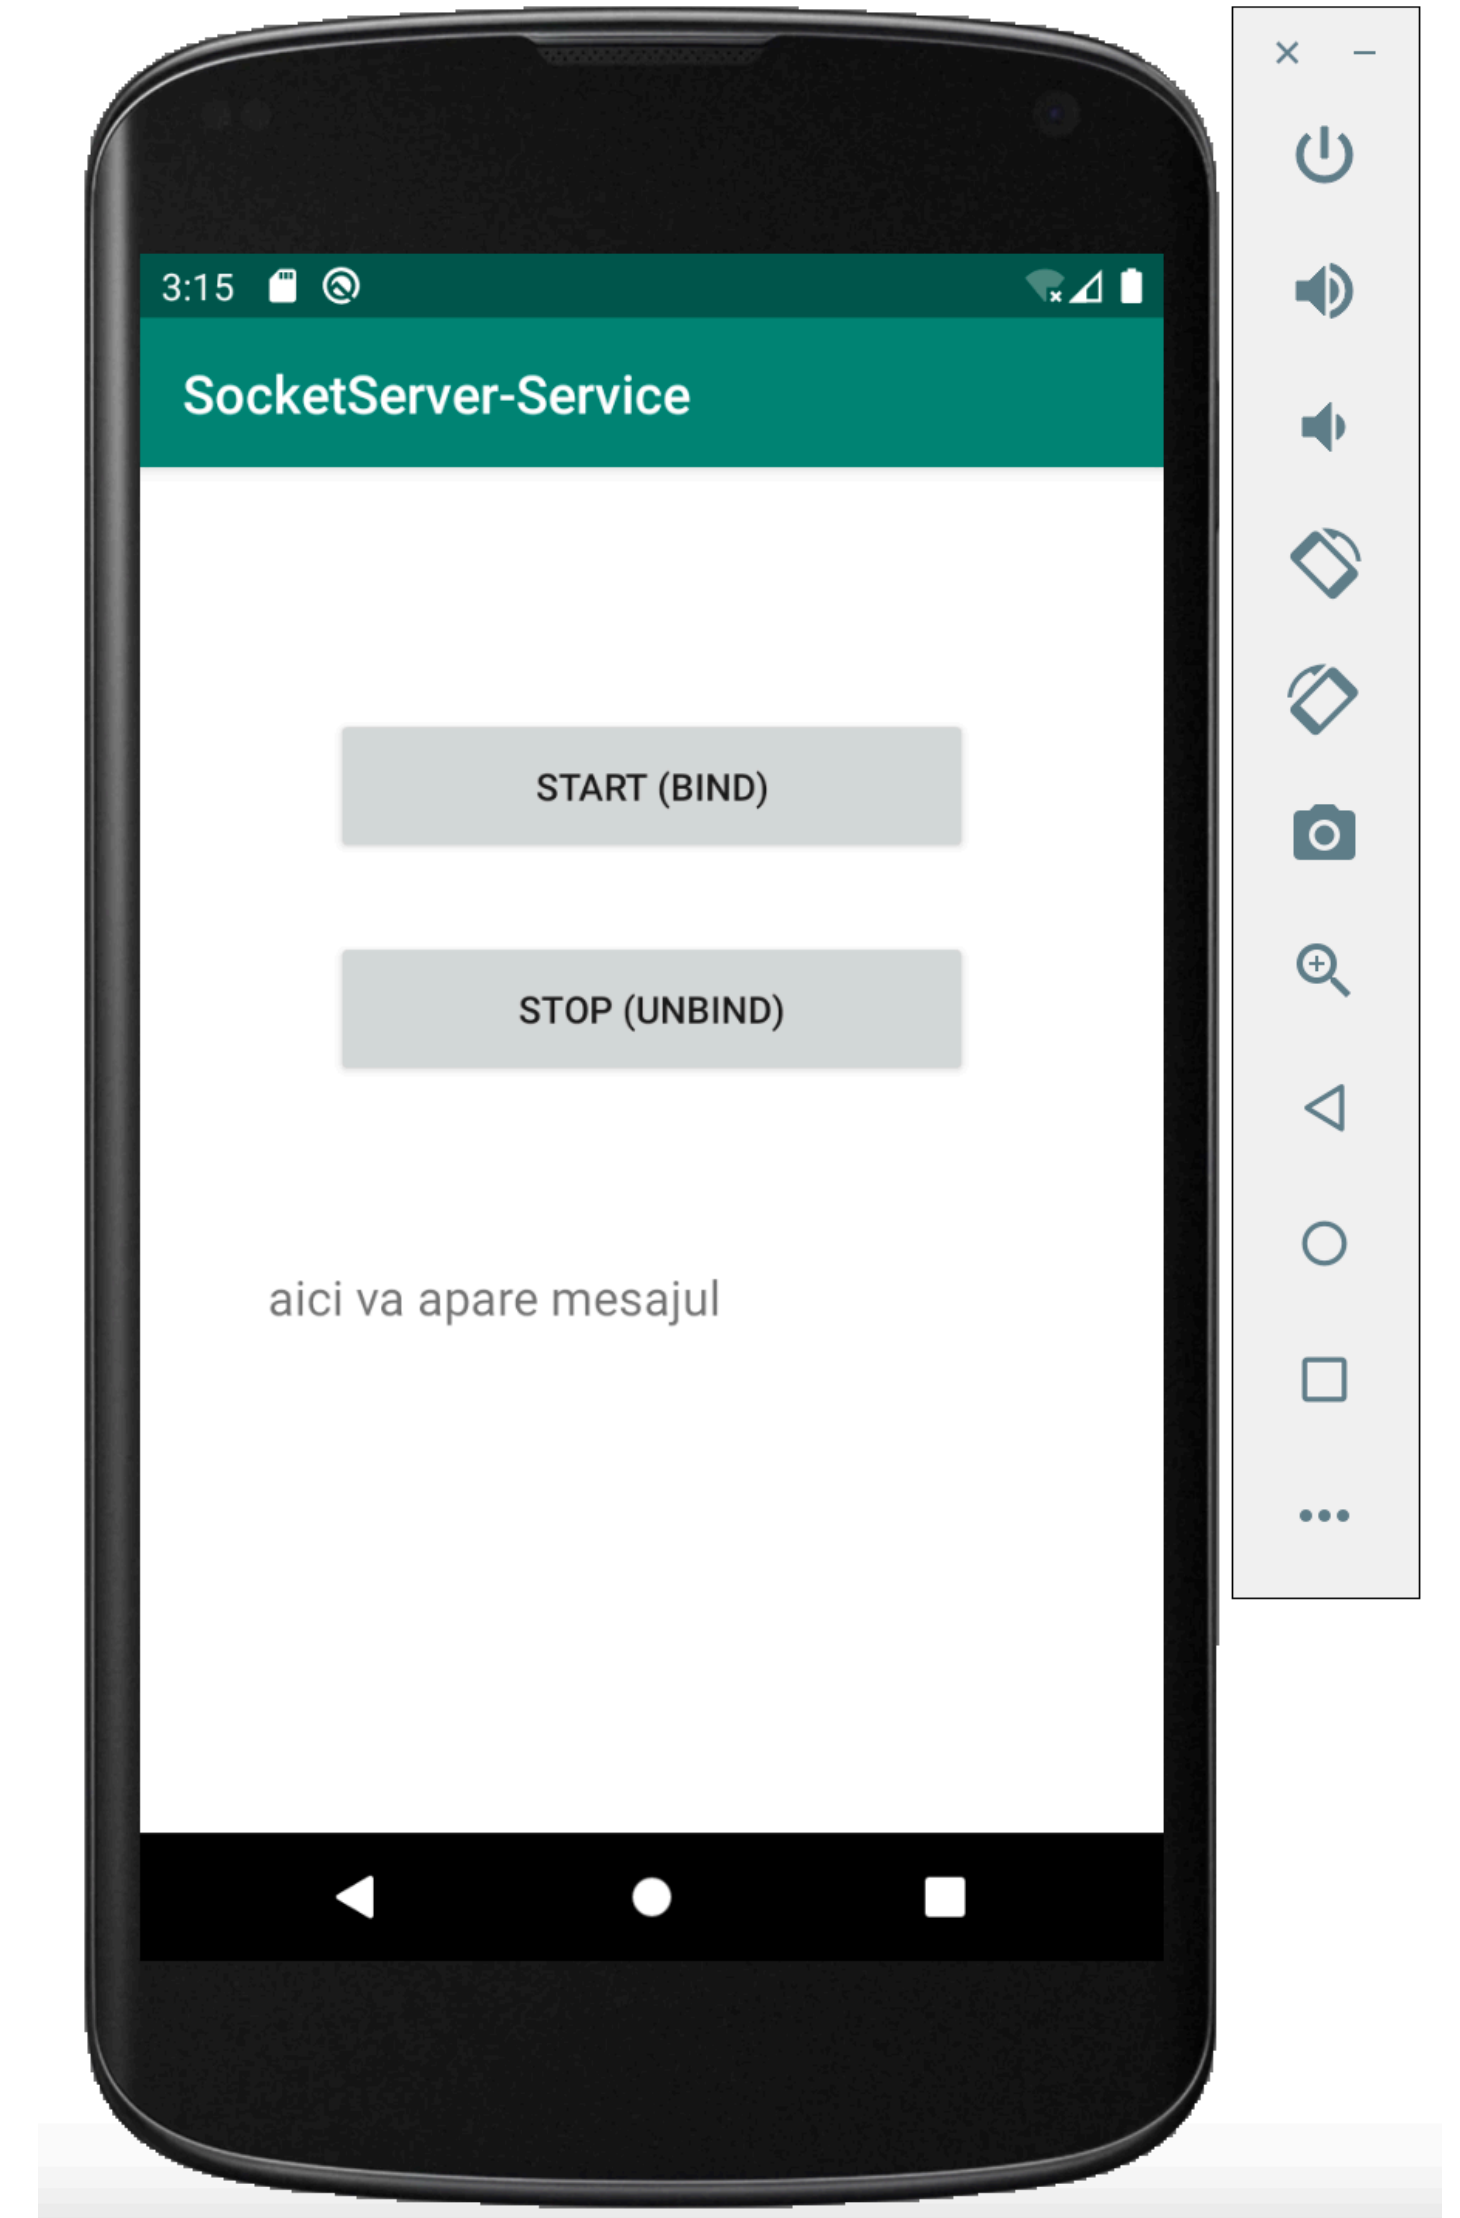 3:15
SocketServer-Service
START (BIND)
STOP (UNBIND)
aici va apare mesajul